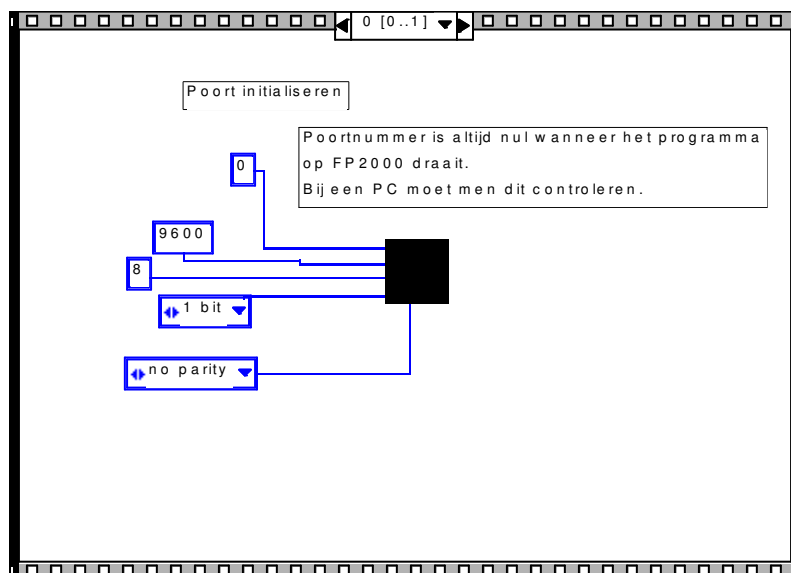 0 [0..1]
Poort initialiseren
Poortnummer is altijd nul wanneer het programma
op FP2000 draait.
Bij een PC moet men dit controleren.
0
9600
8
1 bit
no parity